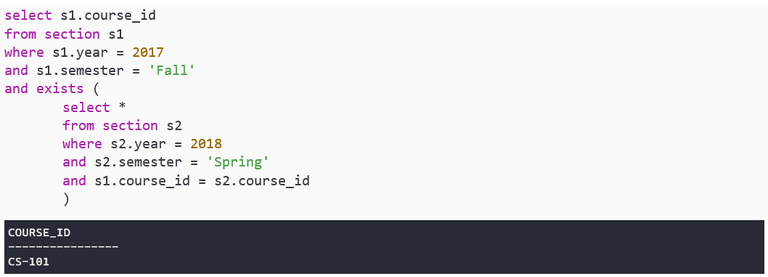 select s1.course_id
from section s1
where s1.year = 2017
and s1.semester = 'Fall'
and exists (
select *
from section s2
where s2.year = 2018
and s2.semester = 'Spring'
and s1.course_id = s2.course_id
)
COURSE_ID
----------------
CS-101